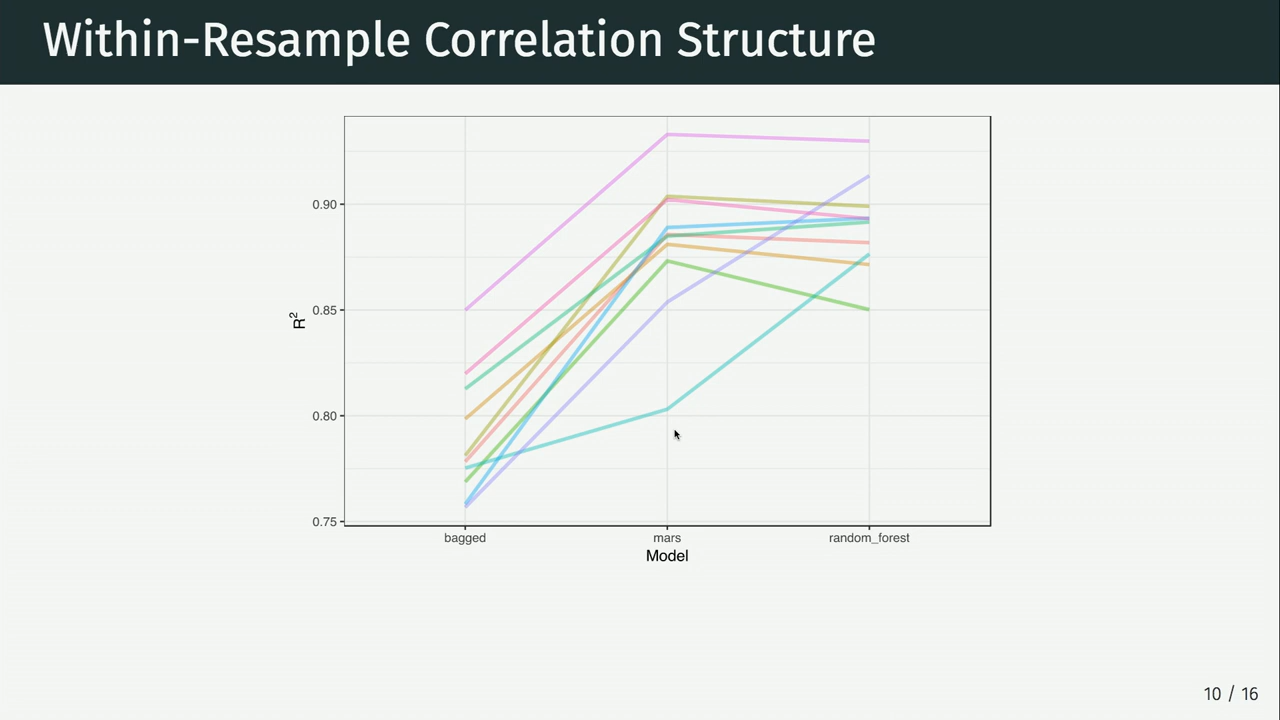 Within-Resample Correlation Structure
0.90
0.85
0.80
0.75
R²
bagged mars random_forest
Model
10 / 16